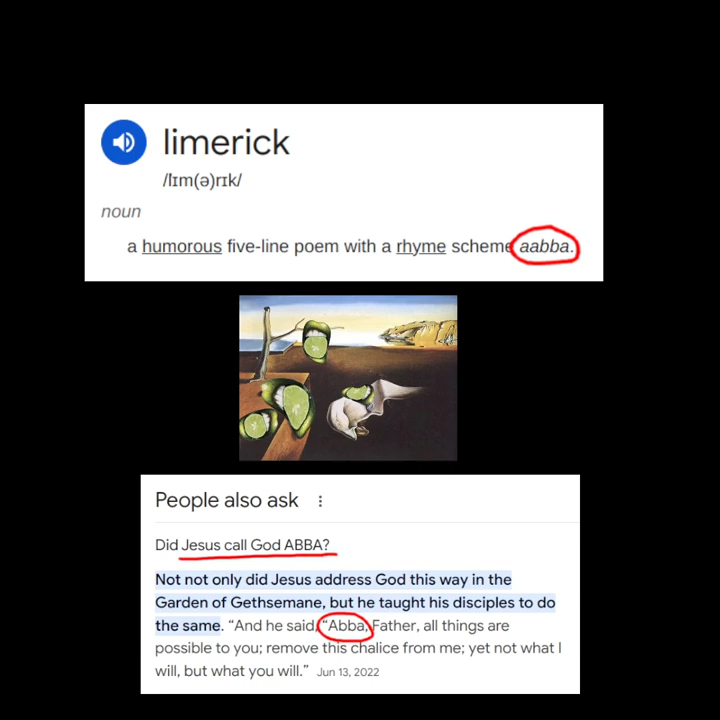 limerick
/ˈlɪm(ə)rɪk/
noun
a humorous five-line poem with a rhyme scheme aabba.
People also ask
Did Jesus call God ABBA?
Not not only did Jesus address God this way in the
Garden of Gethsemane, but he taught his disciples to do
the same. “And he said, “Abba, Father, all things are
possible to you; remove this chalice from me; yet not what I
will, but what you will.” Jun 13, 2022